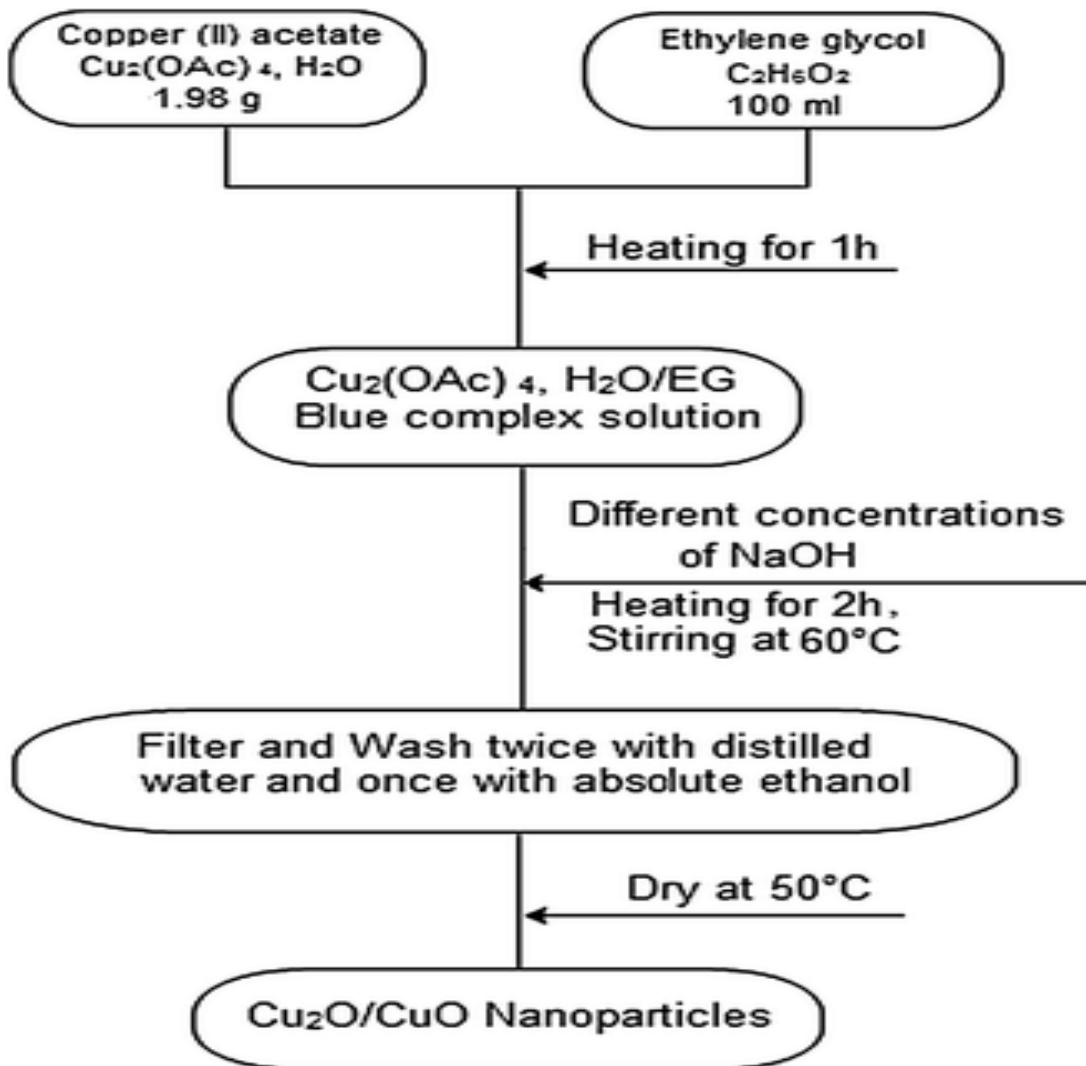 Copper (II) acetate
Cu₂(OAc) ₄, H₂O
1.98 g
Ethylene glycol
C₂H₆O₂
100 ml
Heating for 1h
Cu₂(OAc) ₄, H₂O/EG
Blue complex solution
Different concentrations
of NaOH
Heating for 2h,
Stirring at 60°C
Filter and Wash twice with distilled
water and once with absolute ethanol
Dry at 50°C
Cu₂O/CuO Nanoparticles